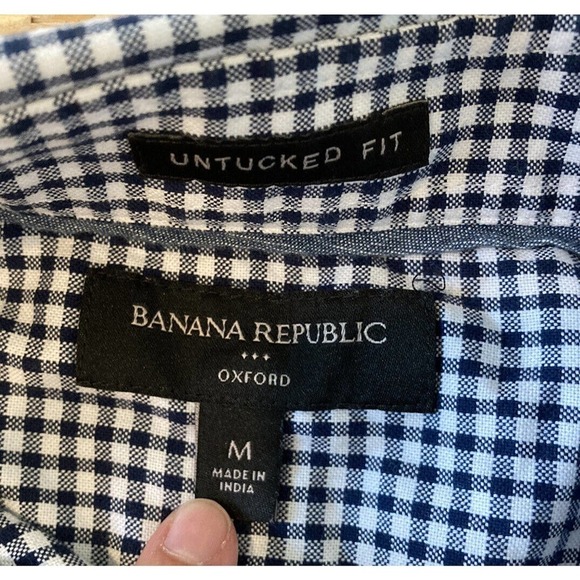 UNTUCKED FIT
BANANA REPUBLIC
OXFORD
M
MADE IN
INDIA